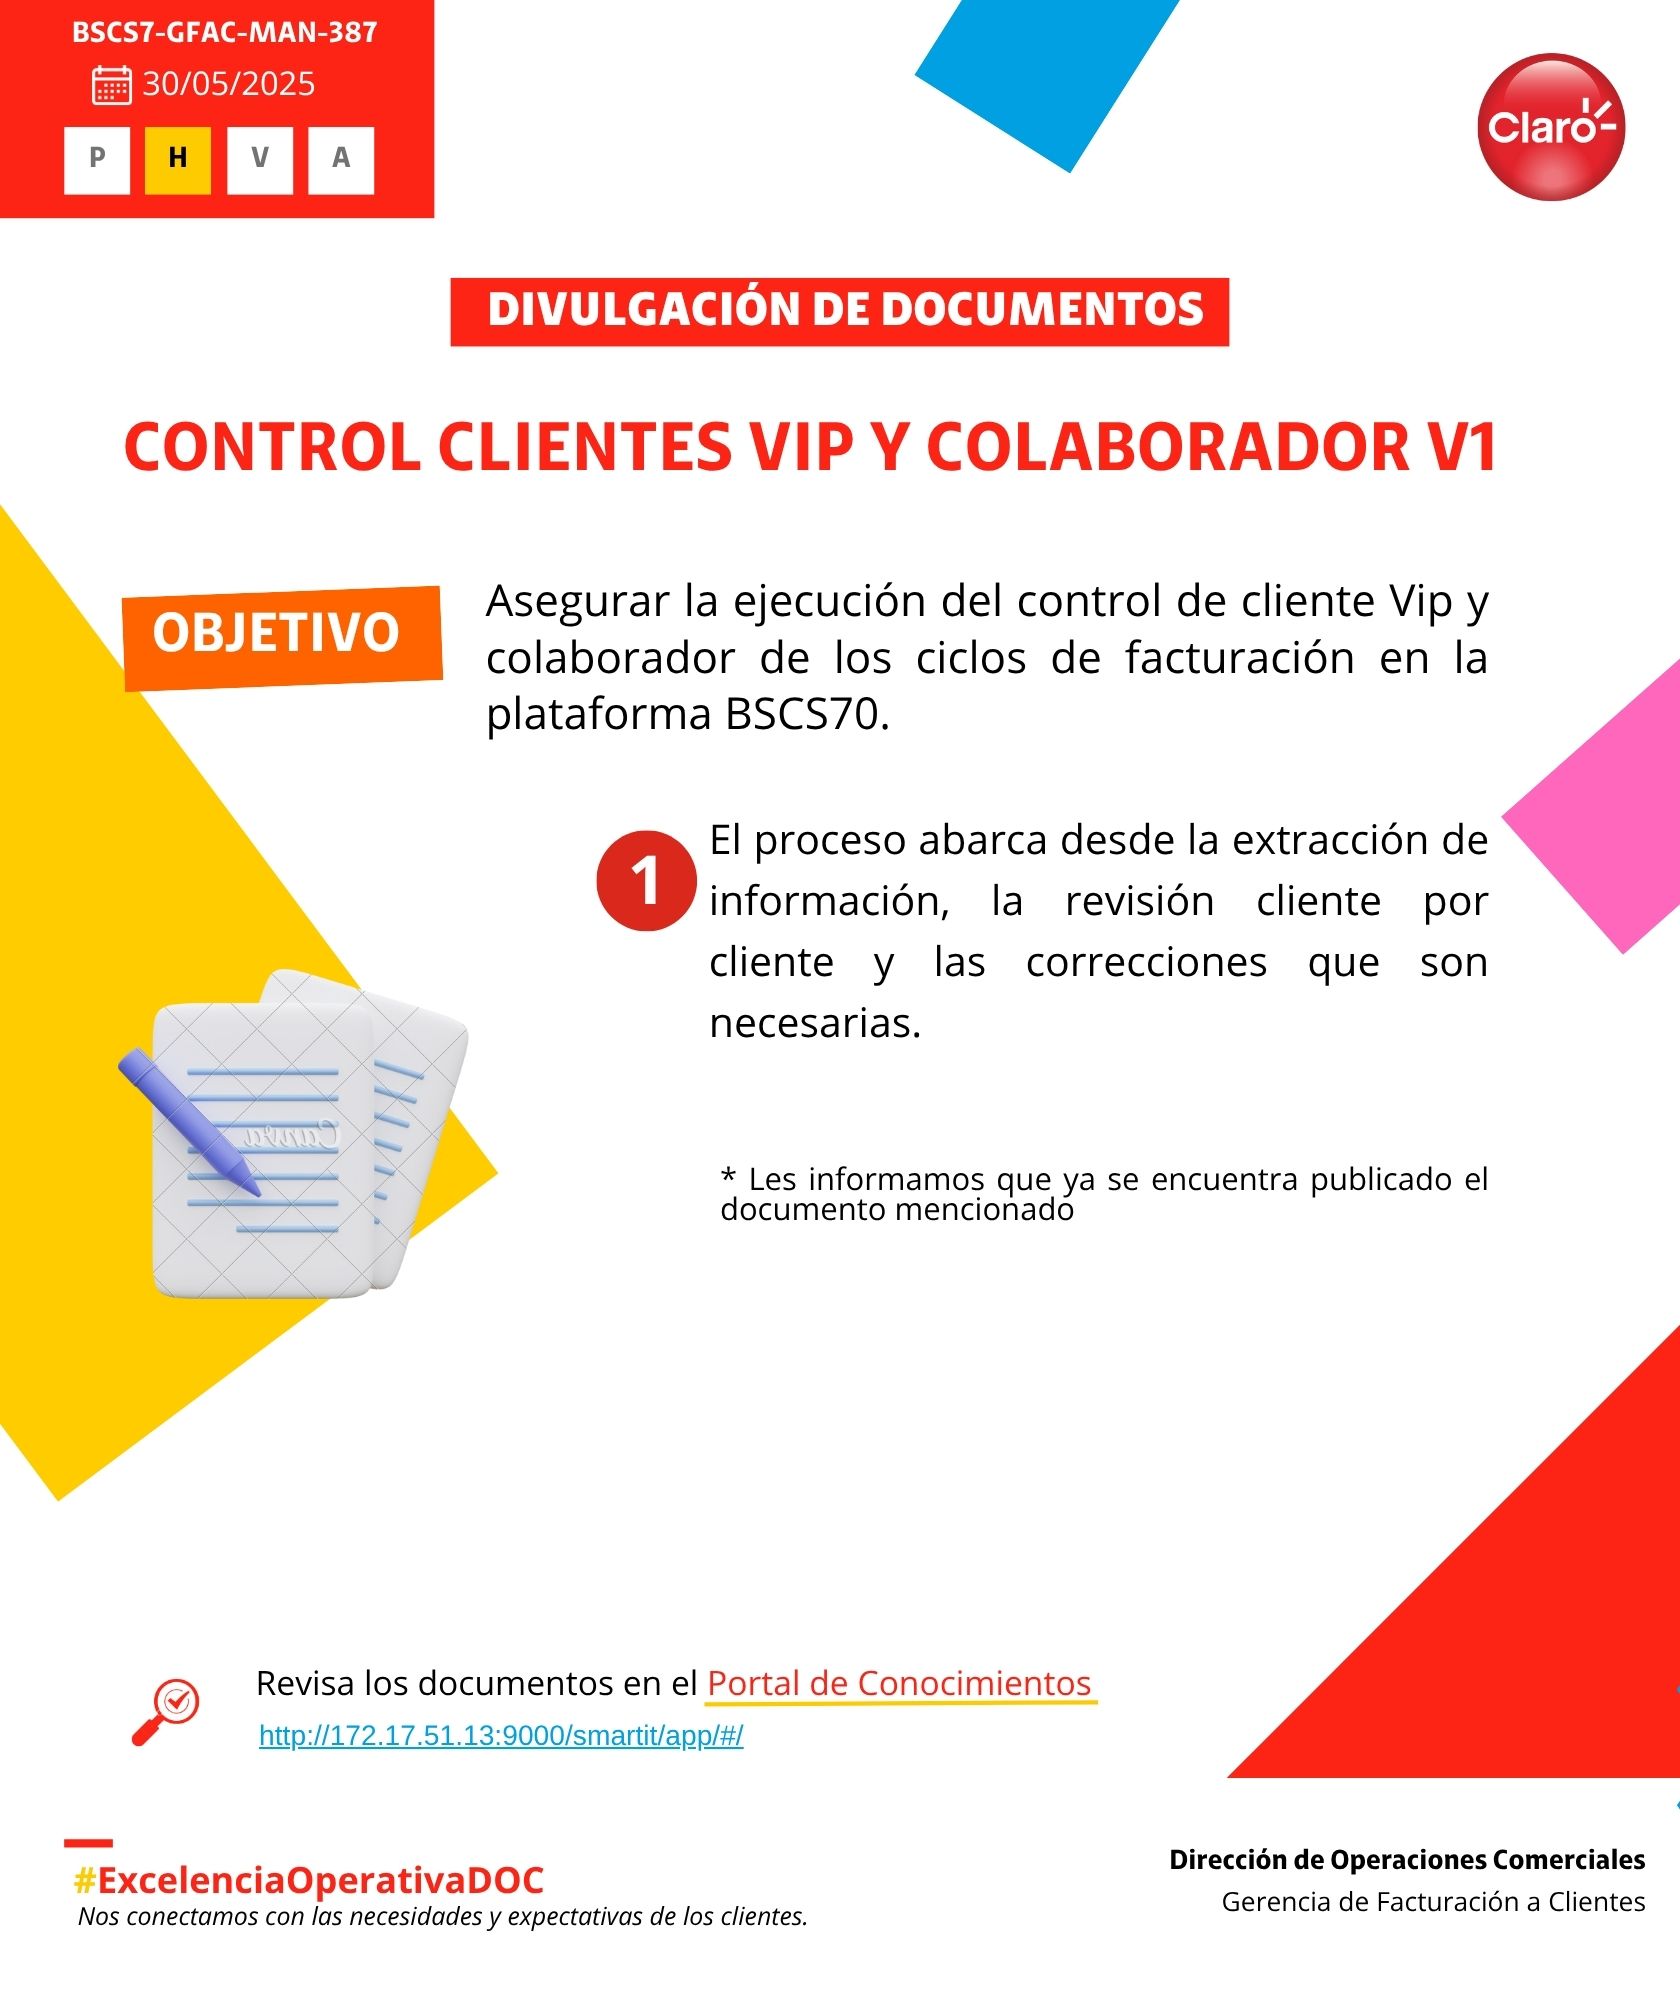 BSCS7-GFAC-MAN-387
30/05/2025
P H V A
Claro
DIVULGACIÓN DE DOCUMENTOS
CONTROL CLIENTES VIP Y COLABORADOR V1
OBJETIVO
Asegurar la ejecución del control de cliente Vip y
colaborador de los ciclos de facturación en la
plataforma BSCS70.
1
El proceso abarca desde la extracción de
información, la revisión cliente por
cliente y las correcciones que son
necesarias.
Canva
* Les informamos que ya se encuentra publicado el
documento mencionado
Revisa los documentos en el Portal de Conocimientos
http://172.17.51.13:9000/smartit/app/#/
#ExcelenciaOperativaDOC
Nos conectamos con las necesidades y expectativas de los clientes.
Dirección de Operaciones Comerciales
Gerencia de Facturación a Clientes